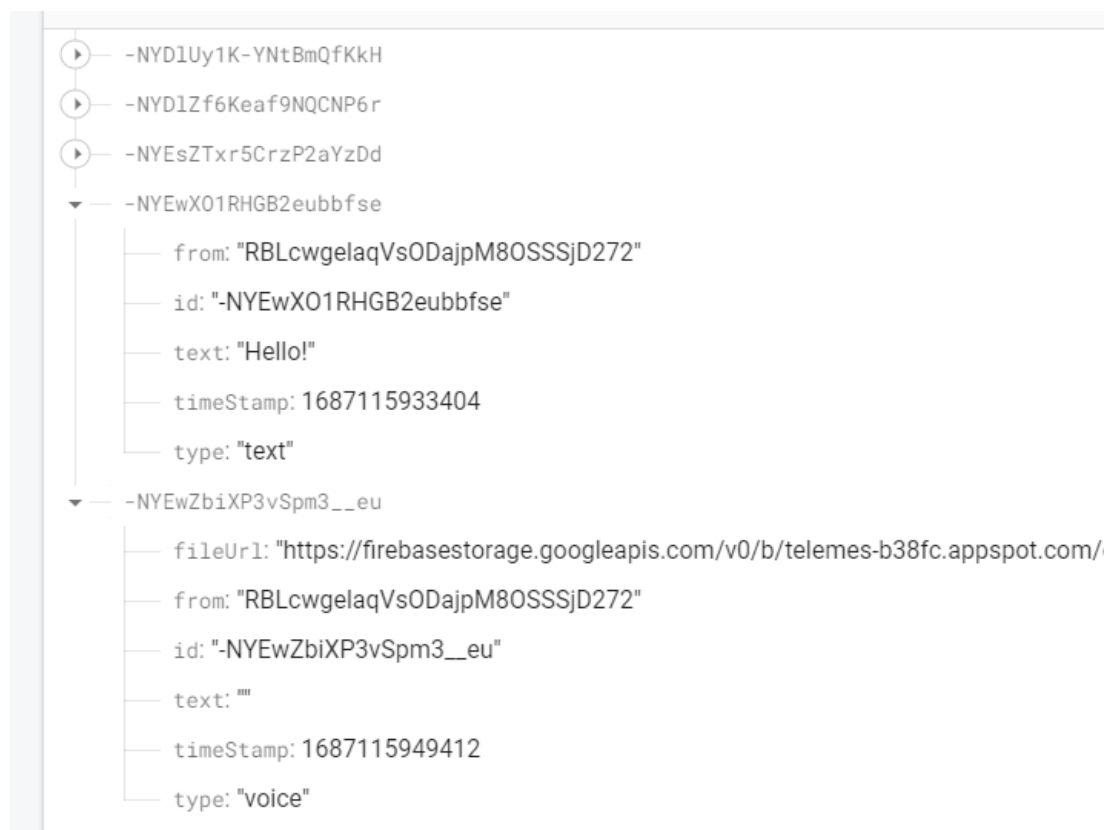 -NYDlUy1K-YNtBmQfKkH
-NYDlZf6Keaf9NQCNP6r
-NYEsZTxr5CrzP2aYzDd
-NYEwXO1RHGB2eubbfse
from: "RBLcwgelaqVsODajpM8OSSSjD272"
id: "-NYEwXO1RHGB2eubbfse"
text: "Hello!"
timeStamp: 1687115933404
type: "text"
-NYEwZbiXP3vSpm3__eu
fileUrl: "https://firebasestorage.googleapis.com/v0/b/telemes-b38fc.appspot.com/
from: "RBLcwgelaqVsODajpM8OSSSjD272"
id: "-NYEwZbiXP3vSpm3__eu"
text: ""
timeStamp: 1687115949412
type: "voice"